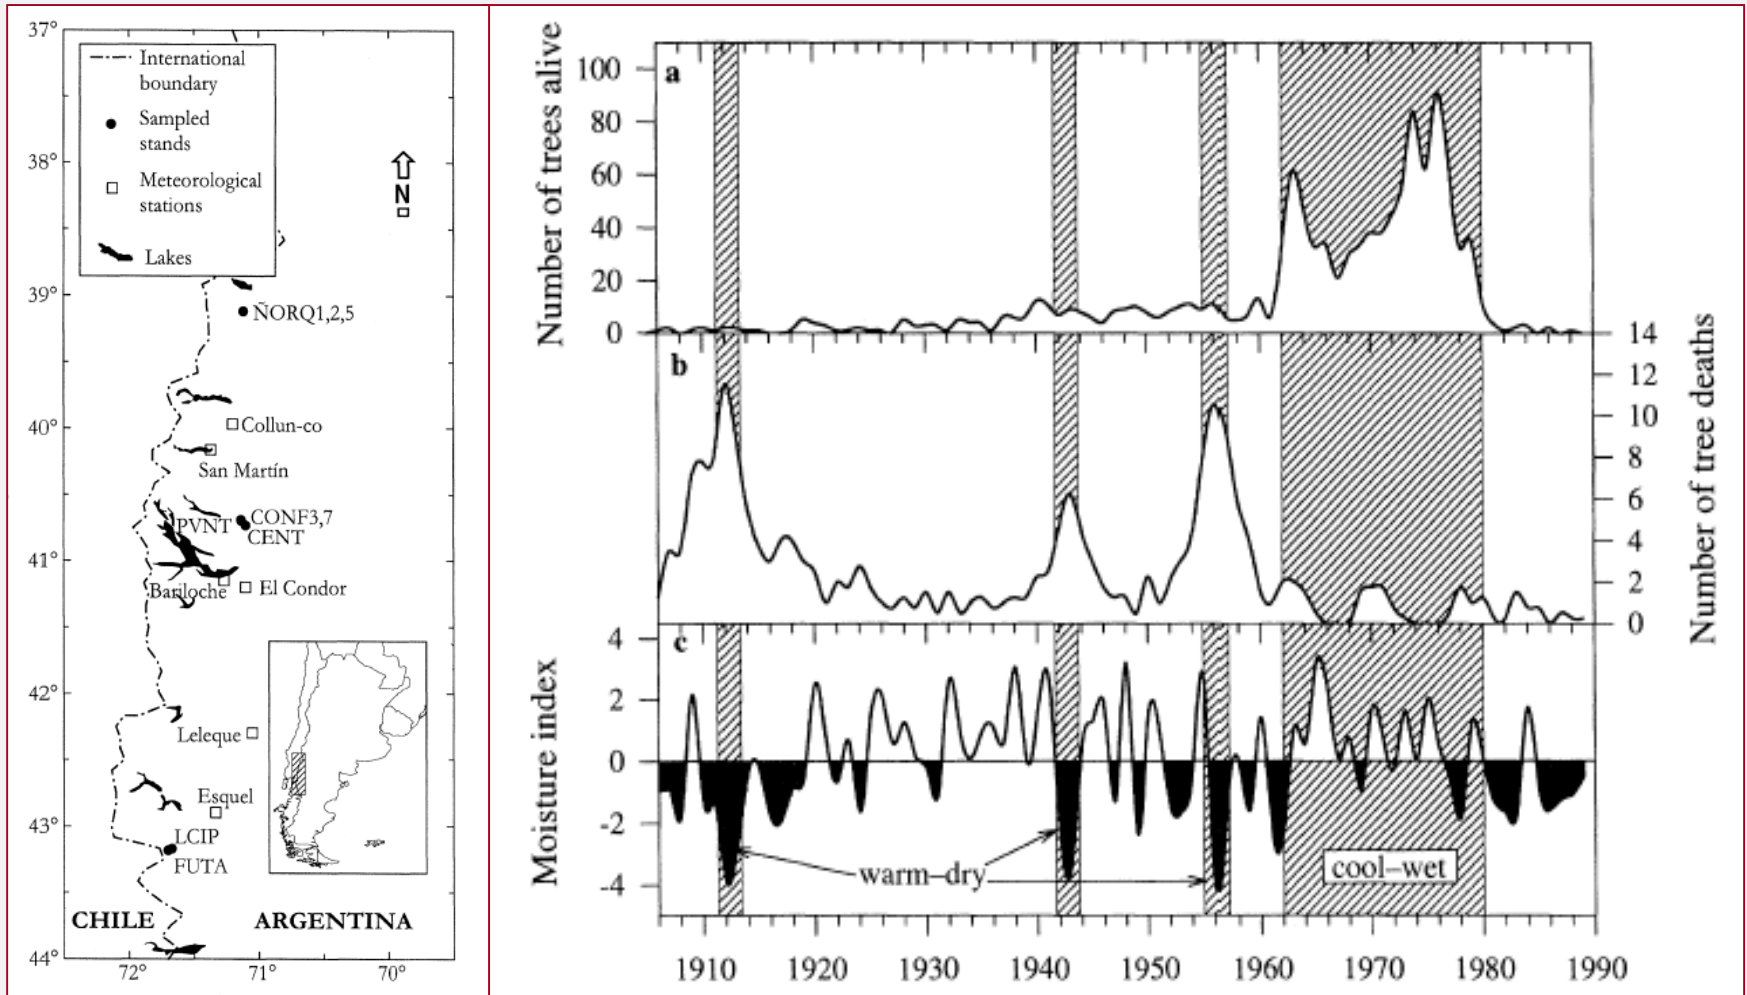 37°
38°
39°
40°
41°
42°
43°
44°
72°
71°
70°
International
boundary
Sampled
stands
Meteorological
stations
Lakes
N
ÑORQ1,2,5
Collun-co
San Martín
PVNT
CONF3,7
CENT
Bariloche
El Condor
Leleque
Esquel
LCIP
FUTA
CHILE
ARGENTINA
Number of trees alive
100
80
60
40
20
0
a
b
14
12
10
8
6
4
2
0
Number of tree deaths
Moisture index
4
2
0
-2
-4
c
warm–dry
cool–wet
1910
1920
1930
1940
1950
1960
1970
1980
1990